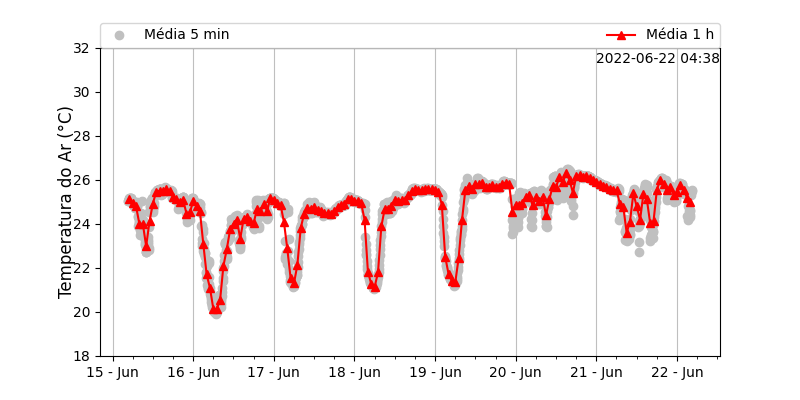 Média 5 min
Média 1 h
2022-06-22 04:38
Temperatura do Ar (°C)
32
30
28
26
24
22
20
18
15 - Jun
16 - Jun
17 - Jun
18 - Jun
19 - Jun
20 - Jun
21 - Jun
22 - Jun